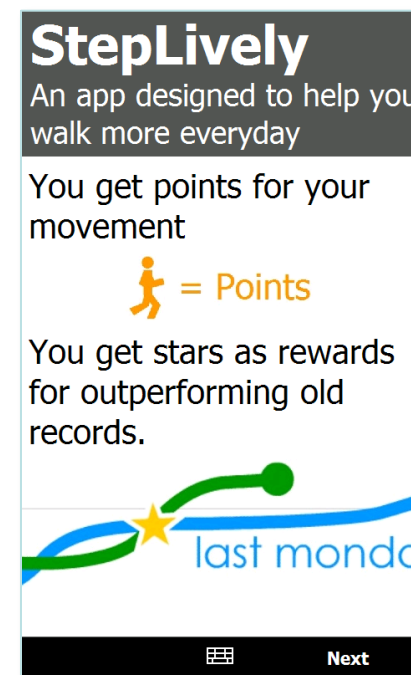 StepLively
An app designed to help you
walk more everyday
You get points for your
movement
= Points
You get stars as rewards
for outperforming old
records.
last monda
Next